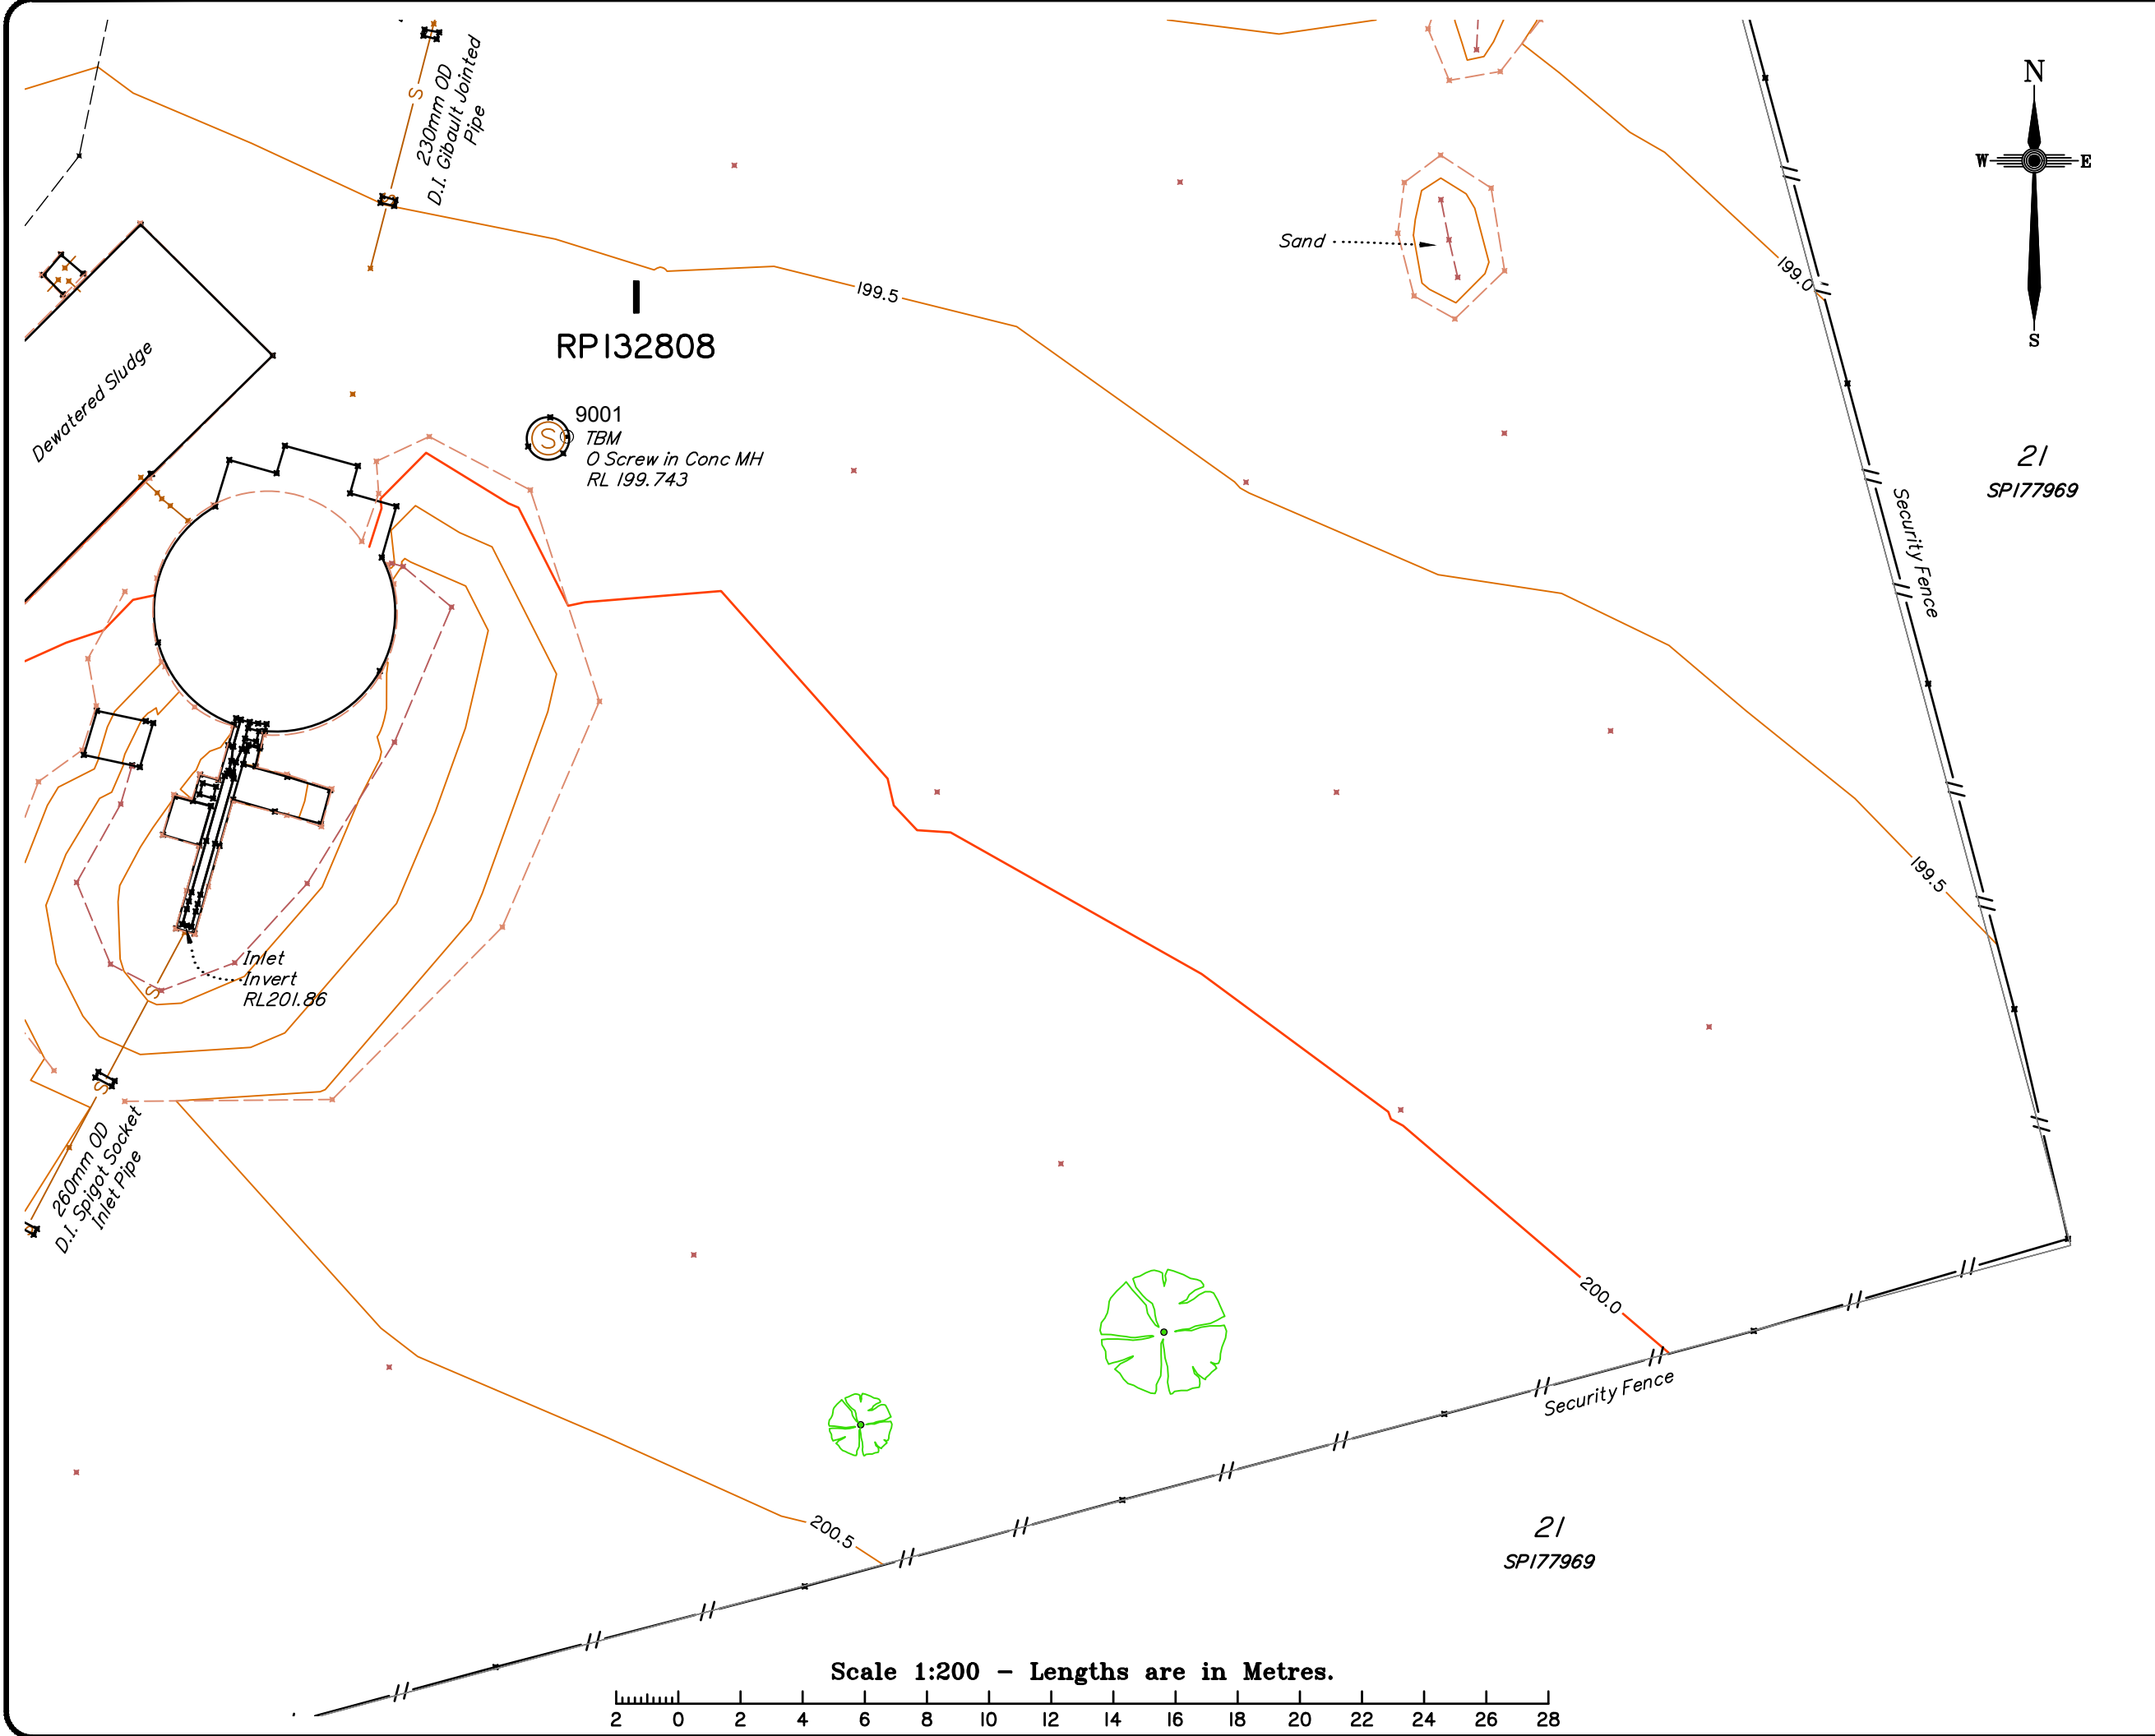 N
W E
S
230mm OD
D.I. Gibault Jointed
Pipe
Sand
199.0
199.5
1
RP132808
Dewatered Sludge
S
9001
TBM
O Screw in Conc MH
RL 199.743
21
SP177969
Security Fence
199.5
Inlet
Invert
RL201.86
S
S
S
260mm OD
D.I. Spigot Socket
Inlet Pipe
200.0
Security Fence
200.5
21
SP177969
Scale 1:200 - Lengths are in Metres.
2 0 2 4 6 8 10 12 14 16 18 20 22 24 26 28